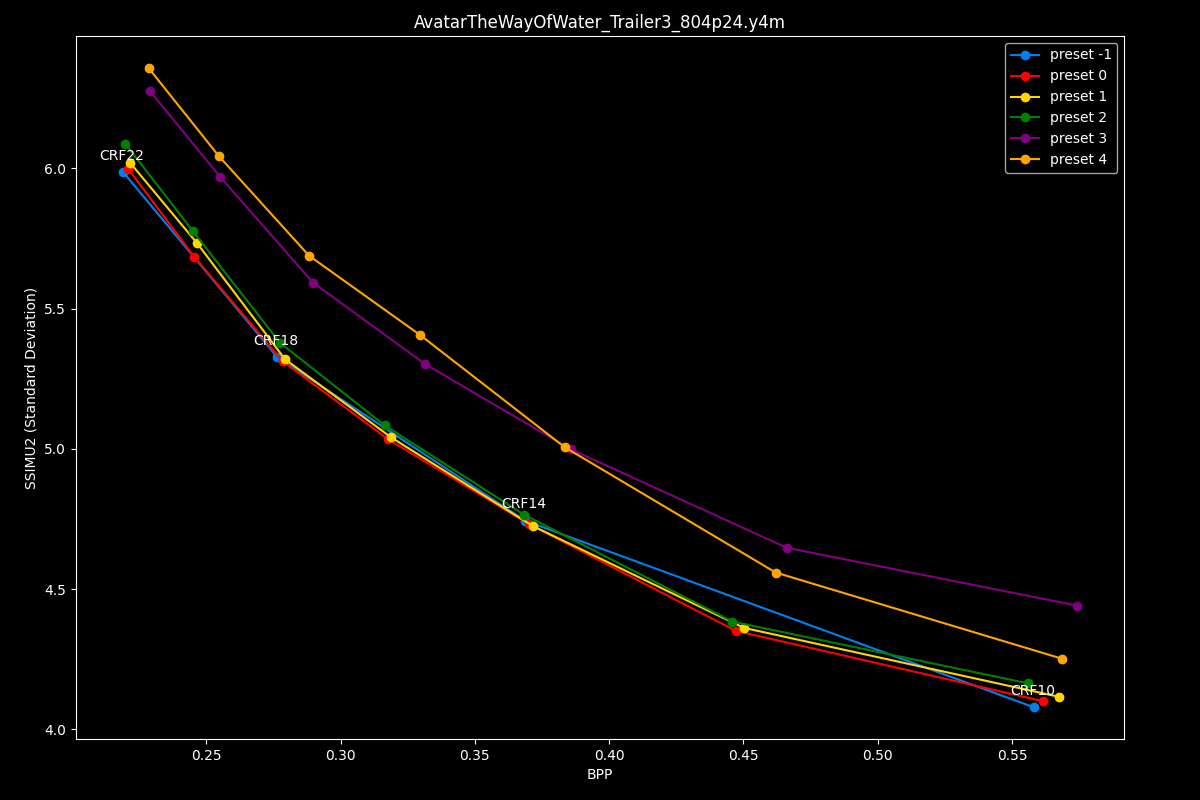 AvatarTheWayOfWater_Trailer3_804p24.y4m
preset -1
preset 0
preset 1
preset 2
preset 3
preset 4
6.0
5.5
5.0
4.5
4.0
SSIMU2 (Standard Deviation)
CRF22
CRF18
CRF14
CRF10
0.25 0.30 0.35 0.40 0.45 0.50 0.55
BPP